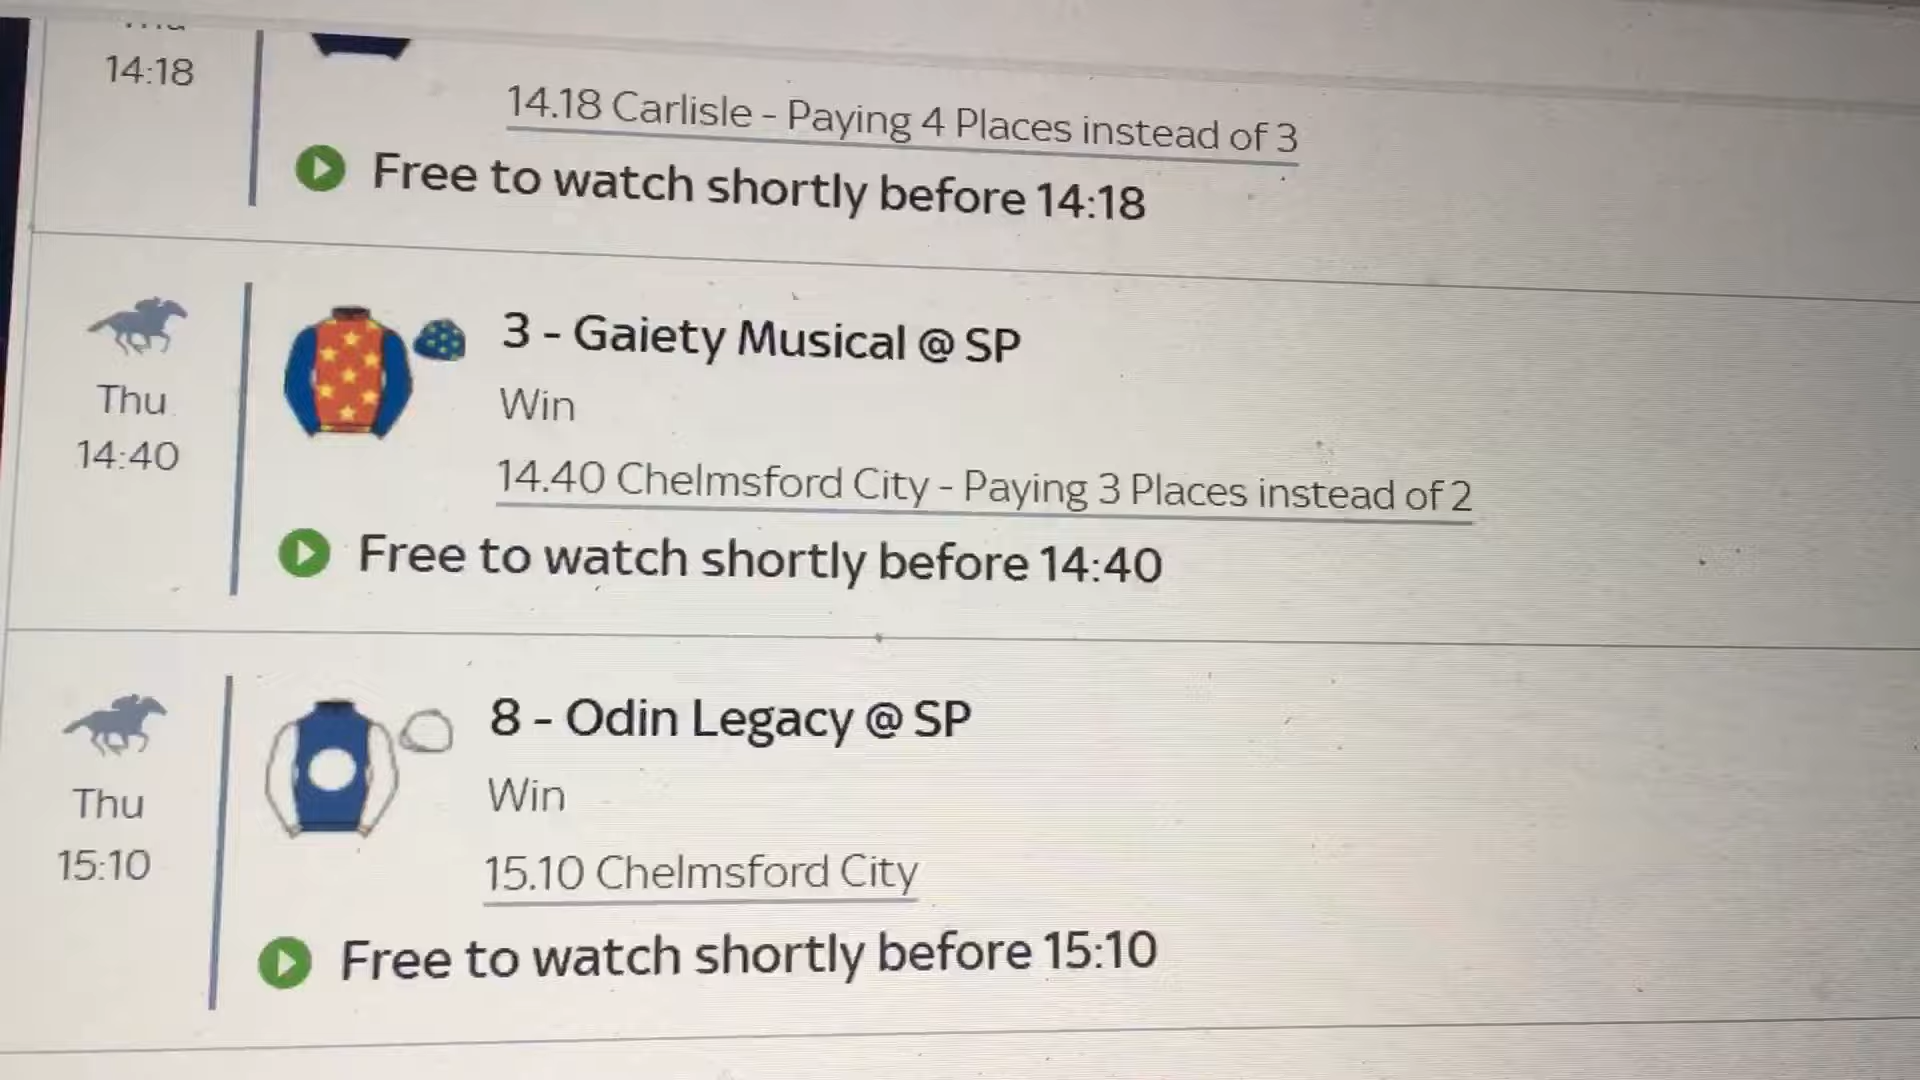 14:18
14.18 Carlisle - Paying 4 Places instead of 3
Free to watch shortly before 14:18
3 - Gaiety Musical @ SP
Win
Thu
14:40
14.40 Chelmsford City - Paying 3 Places instead of 2
Free to watch shortly before 14:40
8 - Odin Legacy @ SP
Win
Thu
15:10
15.10 Chelmsford City
Free to watch shortly before 15:10